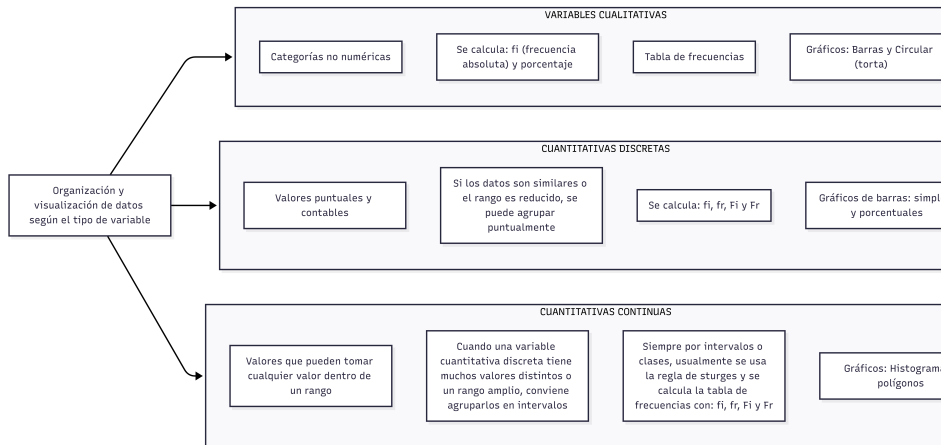 VARIABLES CUALITATIVAS
Categorías no numéricas
Se calcula: fi (frecuencia
absoluta) y porcentaje
Tabla de frecuencias
Gráficos: Barras y Circular
(torta)
Organización y
visualización de datos
según el tipo de variable
CUANTITATIVAS DISCRETAS
Valores puntuales y
contables
Si los datos son similares o
el rango es reducido, se
puede agrupar
puntualmente
Se calcula: fi, fr, Fi y Fr
Gráficos de barras:
y porcentuales
CUANTITATIVAS CONTINUAS
Valores que pueden tomar
cualquier valor dentro de
un rango
Cuando una variable
cuantitativa discreta tiene
muchos valores distintos o
un rango amplio, conviene
agruparlos en intervalos
Siempre por intervalos o
clases, usualmente se usa
la regla de sturges y se
calcula la tabla de
frecuencias con: fi, fr, Fi y Fr
Gráficos:
polígonos